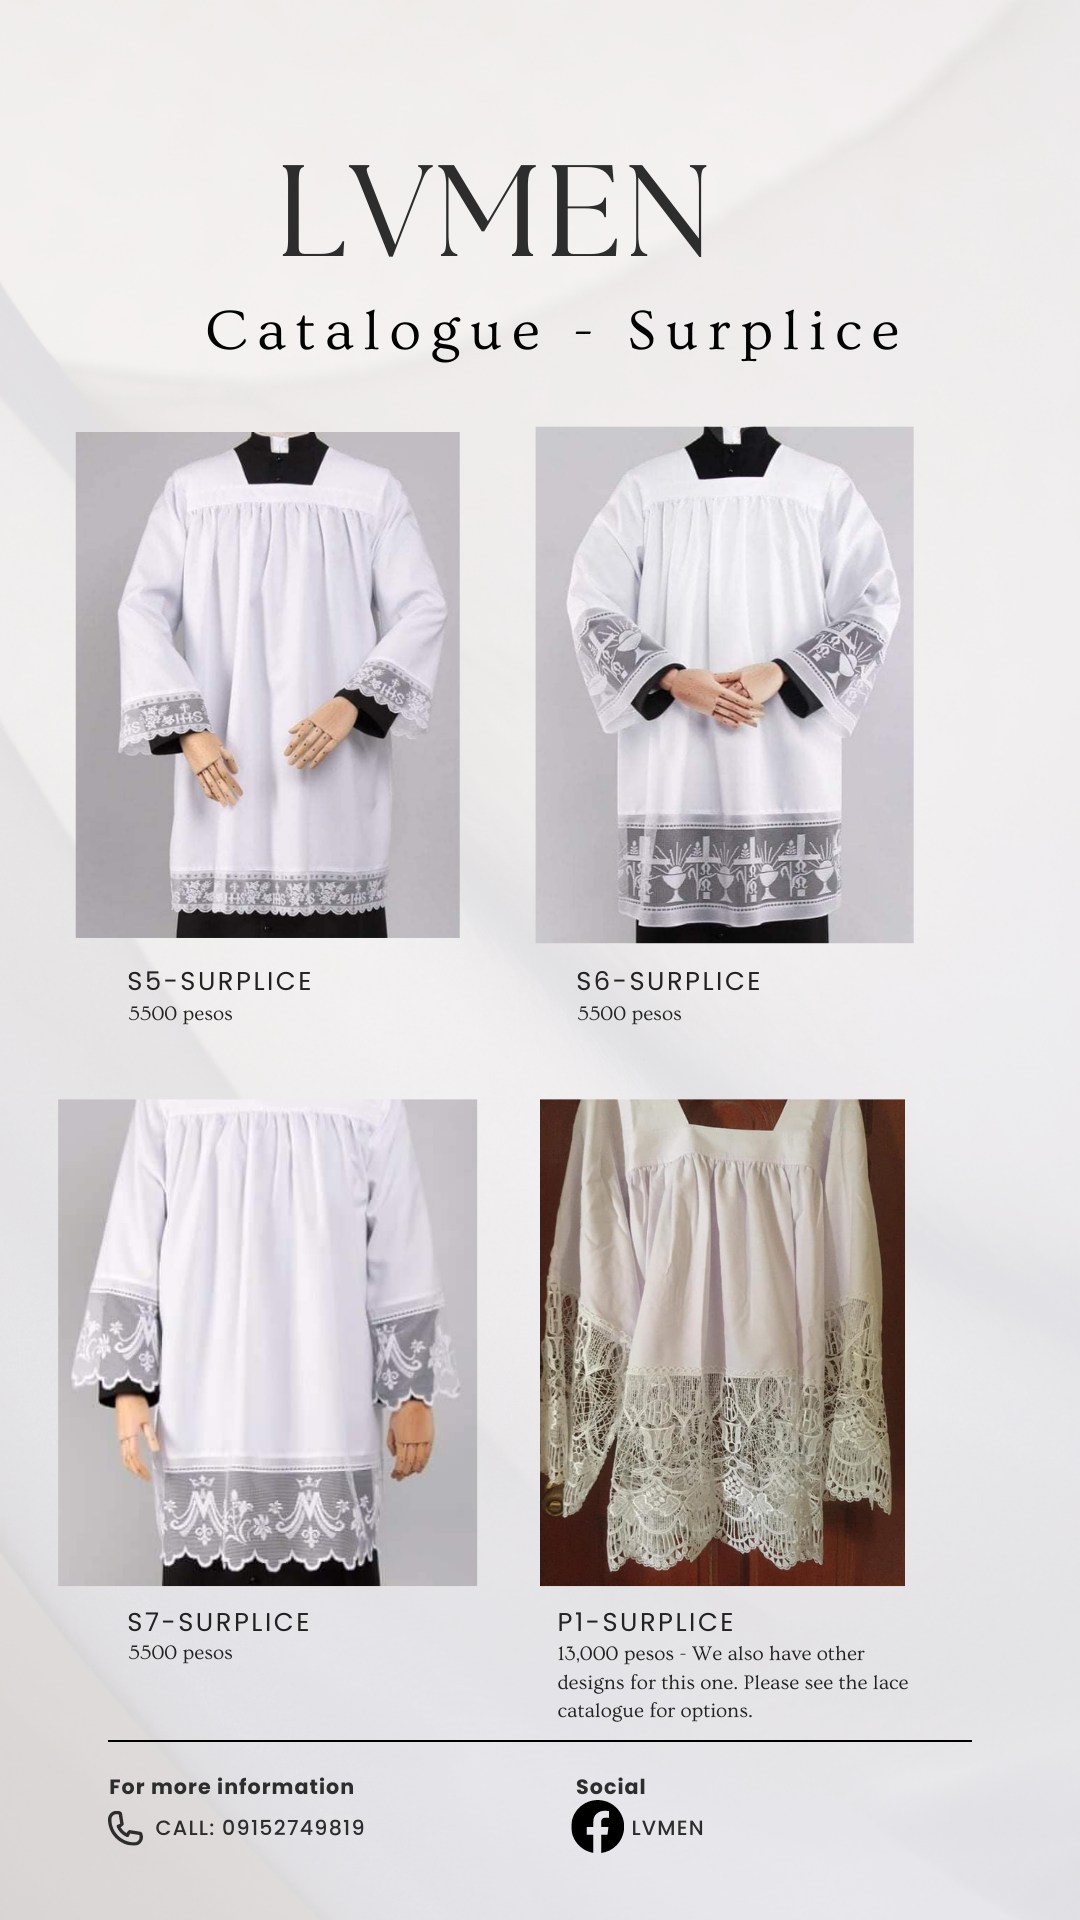 LVMEN
Catalogue - Surplice
S5-SURPLICE
5500 pesos
S6-SURPLICE
5500 pesos
S7-SURPLICE
5500 pesos
P1-SURPLICE
13,000 pesos - We also have other
designs for this one. Please see the lace
catalogue for options.
For more information
CALL: 09152749819
Social
LVMEN